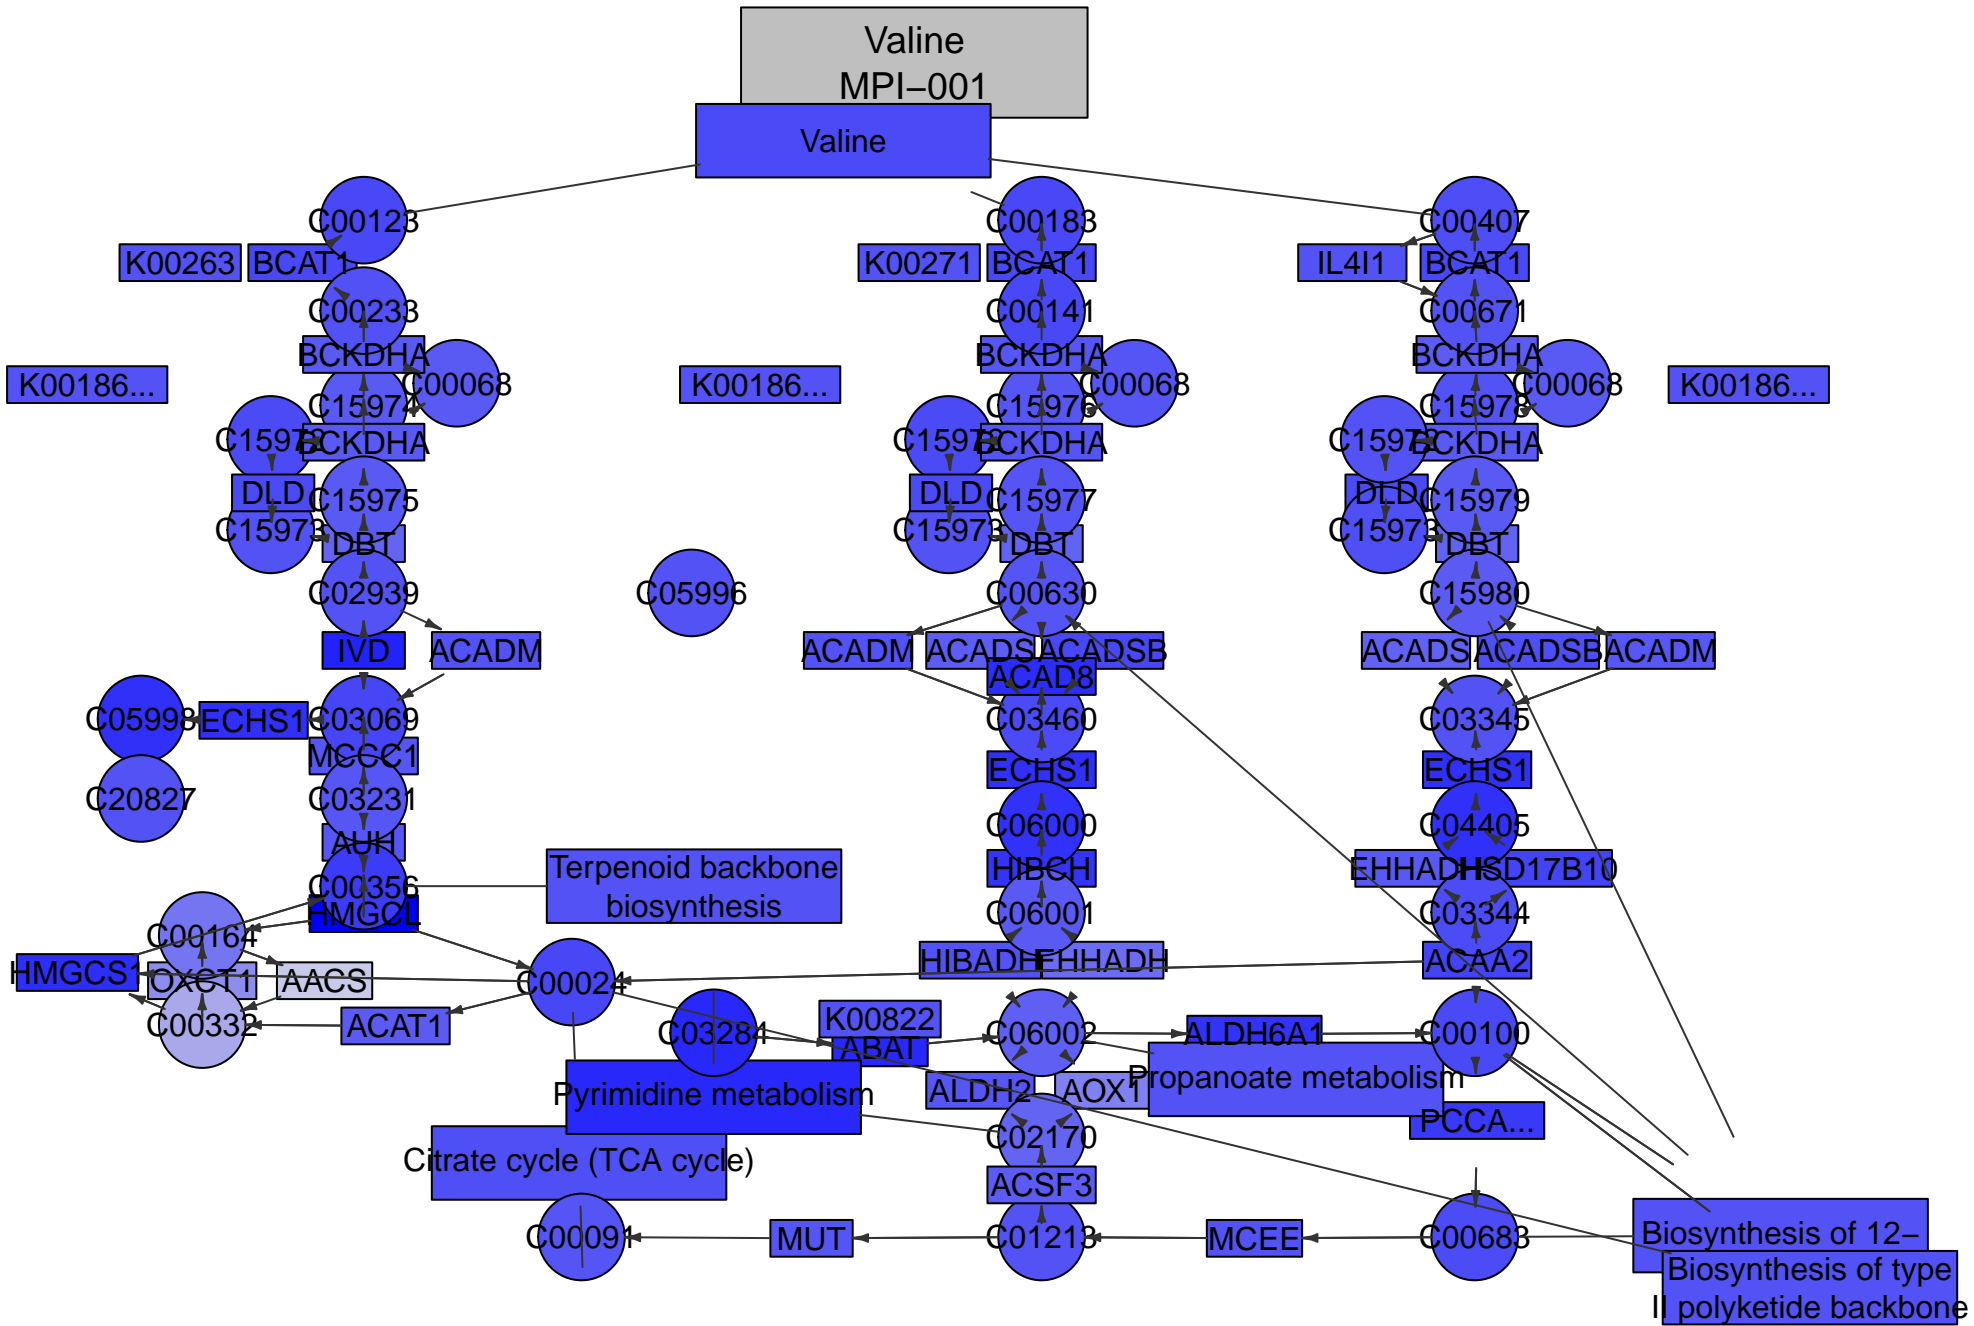 Valine
MPI−001
Valine
C00123
C00183
C00407
K00263
BCAT1
K00271
BCAT1
IL4I1
BCAT1
C00233
C00141
C00671
BCKDHA
BCKDHA
BCKDHA
K00186...
C00068
K00186...
C00068
C00068
K00186...
C15974
C15976
C15978
C15972
BCKDHA
C15972
BCKDHA
C15972
BCKDHA
DLD
C15975
DLD
C15977
DLD
C15979
C15973
DBT
C15973
DBT
C15973
DBT
C02939
C05996
C00630
C15980
IVD
ACADM
ACADM
ACADS
ACADSB
ACADS
ACADSB
ACADM
ACAD8
C05998
ECHS1
C03069
C03460
C03345
MCCC1
ECHS1
ECHS1
C20827
C03231
C06000
C04405
AUH
Terpenoid backbone
biosynthesis
HIBCH
EHHADH
HSD17B10
C00356
HMGCL
C06001
C03344
C00164
HIBADH
EHHADH
ACAA2
HMGCS1
OXCT1
AACS
C00024
C00332
ACAT1
C03284
K00822
ABAT
C06002
ALDH6A1
C00100
Pyrimidine metabolism
ALDH2
AOX1
Propanoate metabolism
PCCA...
C02170
Citrate cycle (TCA cycle)
ACSF3
C00091
MUT
C01213
MCEE
C00683
Biosynthesis of 12−
Biosynthesis of type
II polyketide backbone